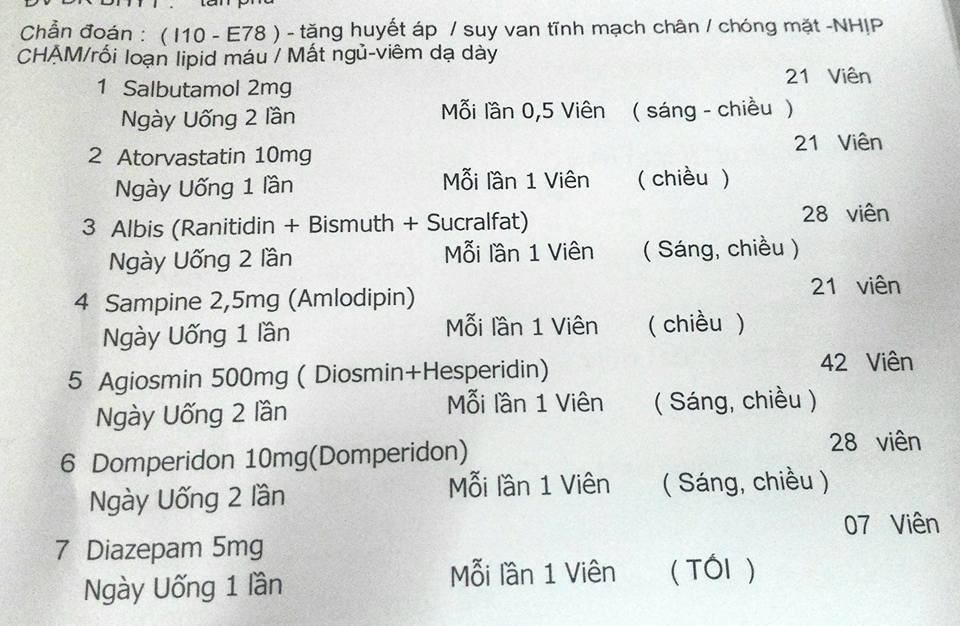 tân phú
Chẩn đoán : ( I10 - E78 ) - tăng huyết áp / suy van tĩnh mạch chân / chóng mặt -NHỊP
CHẬM/rối loạn lipid máu / Mất ngủ-viêm dạ dày
1 Salbutamol 2mg 21 Viên
Ngày Uống 2 lần Mỗi lần 0,5 Viên ( sáng - chiều )
2 Atorvastatin 10mg 21 Viên
Ngày Uống 1 lần Mỗi lần 1 Viên ( chiều )
3 Albis (Ranitidin + Bismuth + Sucralfat) 28 viên
Ngày Uống 2 lần Mỗi lần 1 Viên ( Sáng, chiều )
4 Sampine 2,5mg (Amlodipin) 21 viên
Ngày Uống 1 lần Mỗi lần 1 Viên ( chiều )
5 Agiosmin 500mg ( Diosmin+Hesperidin) 42 Viên
Ngày Uống 2 lần Mỗi lần 1 Viên ( Sáng, chiều )
6 Domperidon 10mg(Domperidon) 28 viên
Ngày Uống 2 lần Mỗi lần 1 Viên ( Sáng, chiều )
7 Diazepam 5mg 07 Viên
Ngày Uống 1 lần Mỗi lần 1 Viên ( TỐI )